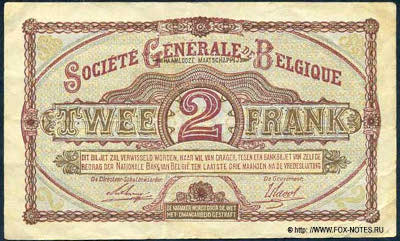 SOCIÉTÉ GÉNÉRALE DE BELGIQUE
NAAMLOOZE MAATSCHAPPIJ
TWEE 2 FRANK
DIT BILJET ZAL VERWISSELD WORDEN, NAAR WIL VAN DRAGER, TEGEN EEN BANKBILJET VAN ZELFDE
BEDRAG DER NATIONALE BANK VAN BELGIË TEN LAATSTE DRIE MAANDEN NA DE VREDESLUITING
De Directeur-Schatbewaarder De Gouverneur
DE NAMAKER WORDT DOOR DE WET
MET DWANGARBEID GESTRAFT
www.FOX-NOTES.RU